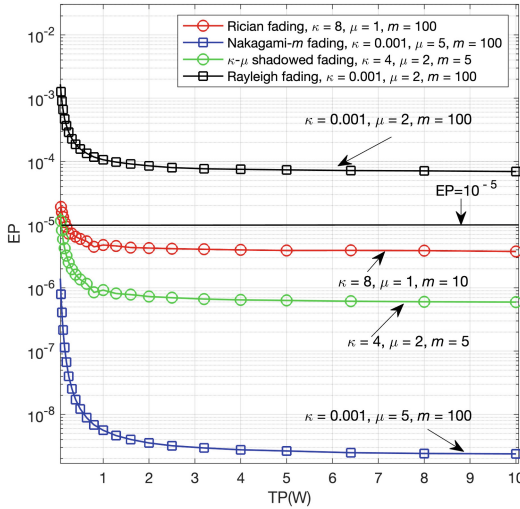 Rician fading, κ = 8, μ = 1, m = 100
Nakagami-m fading, κ = 0.001, μ = 5, m = 100
κ-μ shadowed fading, κ = 4, μ = 2, m = 5
Rayleigh fading, κ = 0.001, μ = 2, m = 100
10⁻²
10⁻³
κ = 0.001, μ = 2, m = 100
10⁻⁴
EP=10⁻⁵
10⁻⁵
EP
κ = 8, μ = 1, m = 10
10⁻⁶
κ = 4, μ = 2, m = 5
10⁻⁷
κ = 0.001, μ = 5, m = 100
10⁻⁸
1 2 3 4 5 6 7 8 9 10
TP(W)